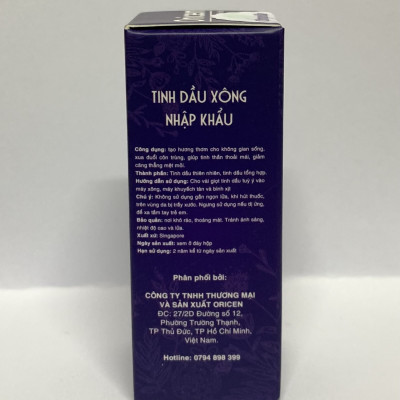 TINH DẦU XÔNG
NHẬP KHẨU
Công dụng: tạo hương thơm cho không gian sống,
xua đuổi côn trùng, giúp tinh thần thoải mái, giảm
căng thẳng mệt mỏi.
Thành phần: Tinh dầu thiên nhiên, tinh dầu tổng hợp.
Hướng dẫn sử dụng: Cho vài giọt tinh dầu tuỳ ý vào
máy xông, máy khuyếch tán và bình xịt
Chú ý: Không sử dụng gần ngọn lửa, khi hút thuốc,
trên vùng da bị trầy xước. Ngưng sử dụng nếu dị ứng,
để xa tầm tay trẻ em.
Bảo quản: nơi khô ráo, thoáng mát. Tránh ánh sáng,
nhiệt độ cao và lửa.
Xuất xứ: Singapore
Ngày sản xuất: xem ở đáy hộp
Hạn sử dụng: 2 năm kể từ ngày sản xuất
Phân phối bởi:
CÔNG TY TNHH THƯƠNG MẠI
VÀ SẢN XUẤT ORICEN
ĐC: 27/2D Đường số 12,
Phường Trường Thạnh,
TP Thủ Đức, TP Hồ Chí Minh,
Việt Nam.
Hotline: 0794 898 399